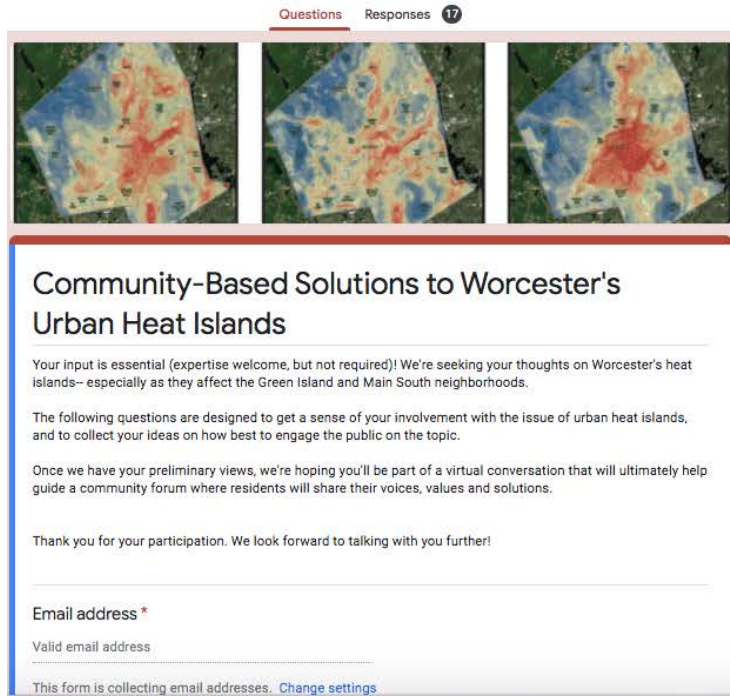 Questions Responses 17
Community-Based Solutions to Worcester's
Urban Heat Islands
Your input is essential (expertise welcome, but not required)! We're seeking your thoughts on Worcester's heat
islands-- especially as they affect the Green Island and Main South neighborhoods.
The following questions are designed to get a sense of your involvement with the issue of urban heat islands,
and to collect your ideas on how best to engage the public on the topic.
Once we have your preliminary views, we're hoping you'll be part of a virtual conversation that will ultimately help
guide a community forum where residents will share their voices, values and solutions.
Thank you for your participation. We look forward to talking with you further!
Email address *
Valid email address
This form is collecting email addresses. Change settings